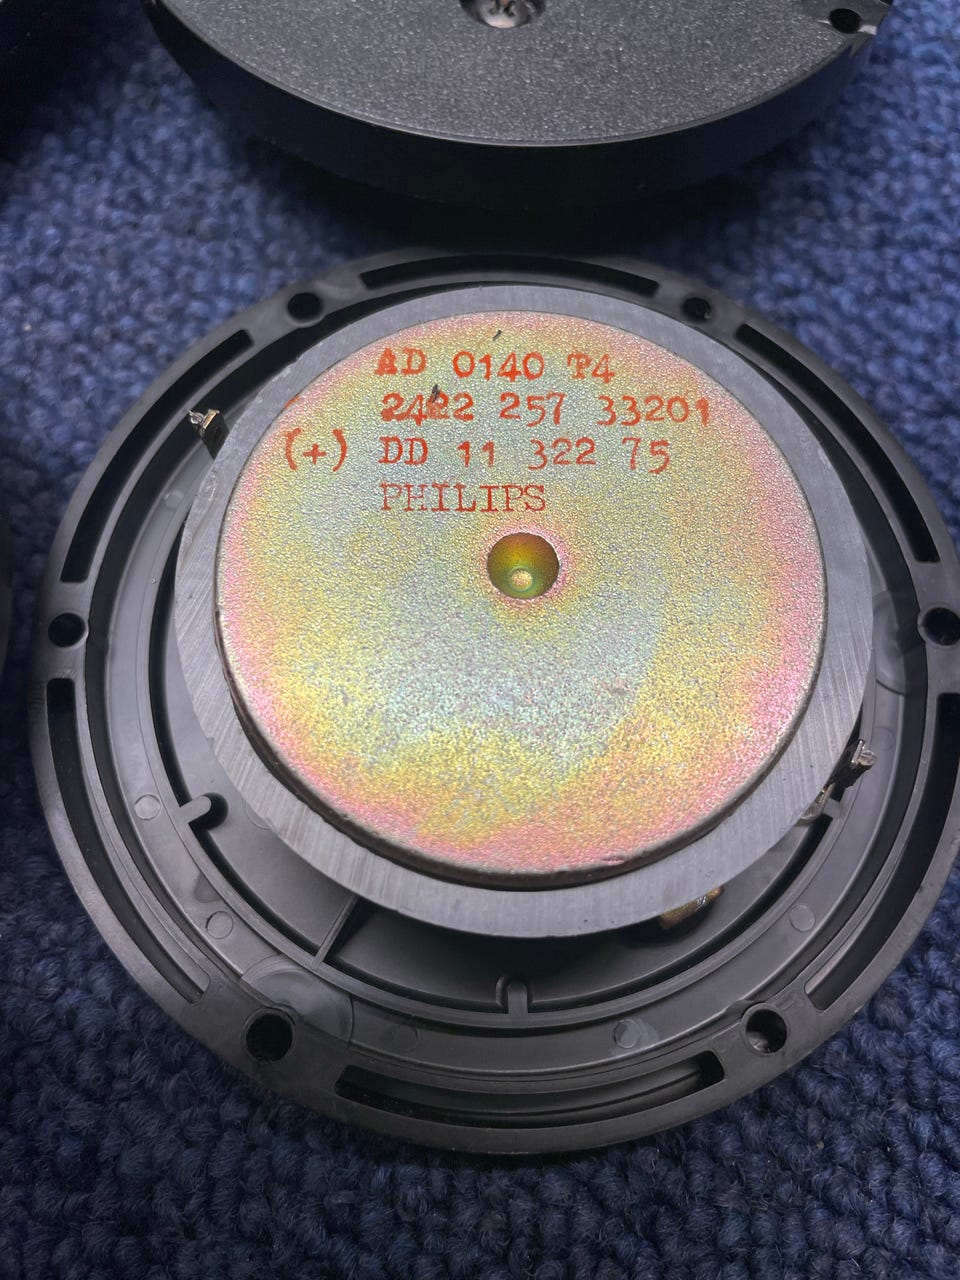 AD 0140 T4
2422 257 33201
(+) DD 11 322 75
PHILIPS